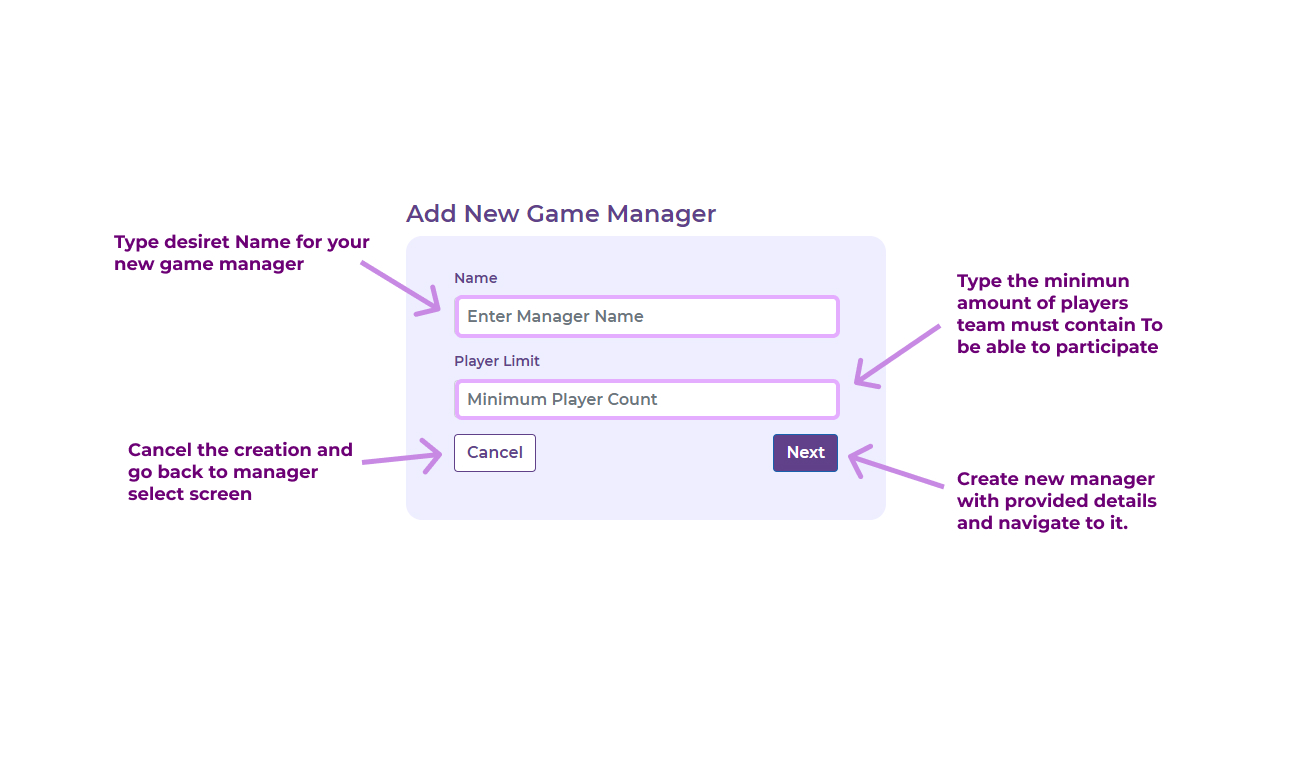 Add New Game Manager
Type desiret Name for your
new game manager
Name
Enter Manager Name
Type the minimun
amount of players
team must contain To
be able to participate
Player Limit
Minimum Player Count
Cancel the creation and
go back to manager
select screen
Cancel
Next
Create new manager
with provided details
and navigate to it.